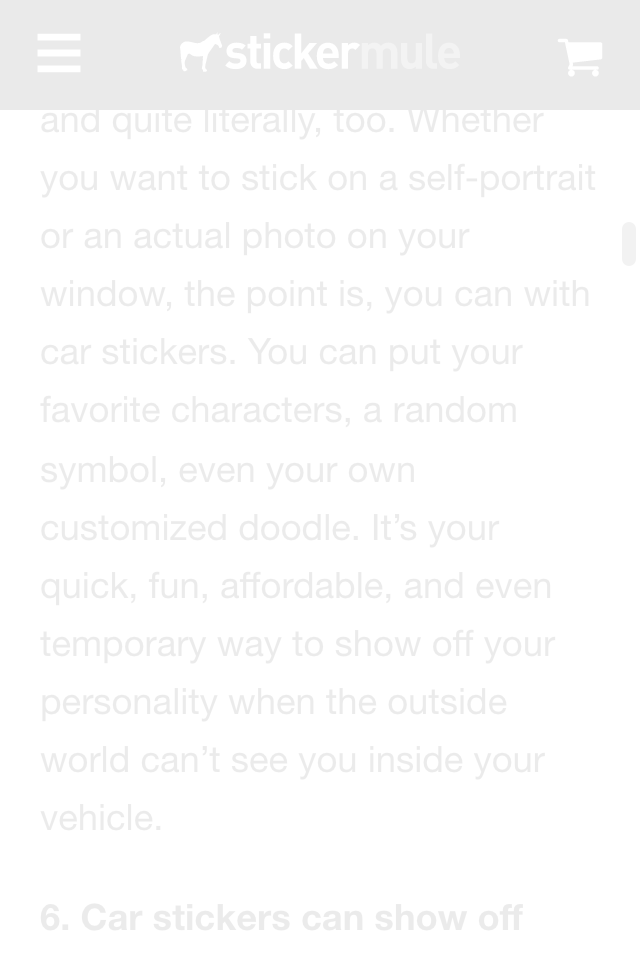 stickermule
and quite literally, too. Whether
you want to stick on a self-portrait
or an actual photo on your
window, the point is, you can with
car stickers. You can put your
favorite characters, a random
symbol, even your own
customized doodle. It’s your
quick, fun, affordable, and even
temporary way to show off your
personality when the outside
world can’t see you inside your
vehicle.
6. Car stickers can show off